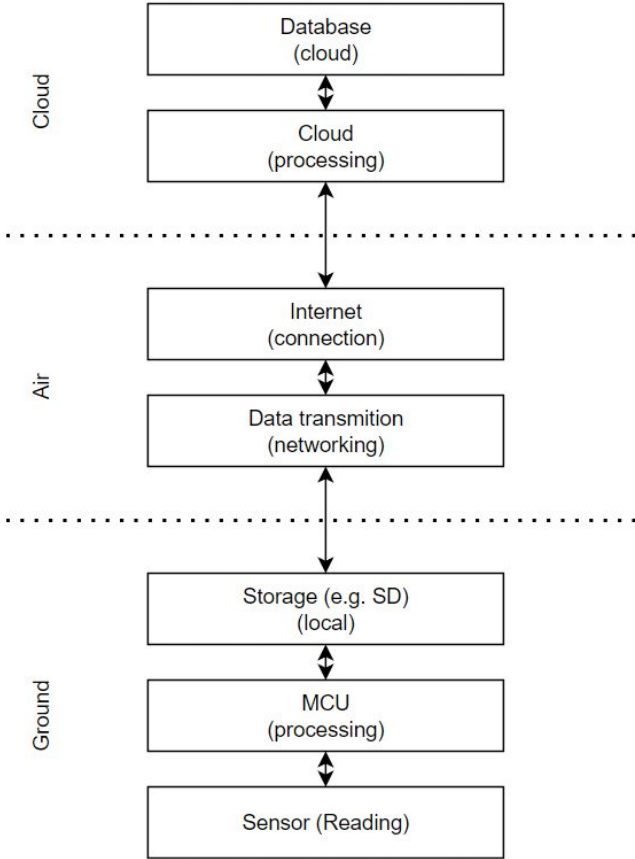 Cloud
Database
(cloud)
Cloud
(processing)
Air
Internet
(connection)
Data transmition
(networking)
Ground
Storage (e.g. SD)
(local)
MCU
(processing)
Sensor (Reading)